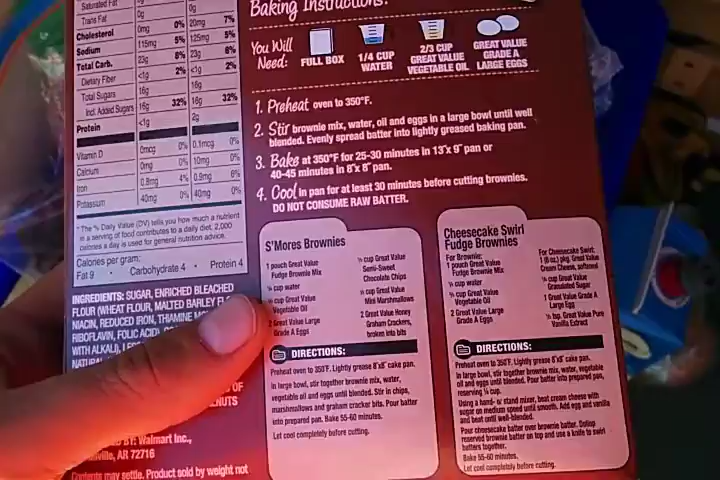 Saturated Fat 0g 0g
Trans Fat 0g 0g
Cholesterol 0mg 0% 20mg 7%
Sodium 115mg 5% 125mg 5%
Total Carb. 23g 8% 23g 8%
Dietary Fiber <1g 2% <1g 2%
Total Sugars 16g 16g
Incl. Added Sugars 16g 32% 16g 32%
Protein <1g 2g
Vitamin D 0mcg 0% 0.1mcg 0%
Calcium 0mg 0% 10mg 0%
Iron 0.8mg 4% 0.9mg 6%
Potassium 40mg 0% 40mg 0%
* The % Daily Value (DV) tells you how much a nutrient
in a serving of food contributes to a daily diet. 2,000
calories a day is used for general nutrition advice.
Calories per gram:
Fat 9 • Carbohydrate 4 • Protein 4
INGREDIENTS: SUGAR, ENRICHED BLEACHED
FLOUR (WHEAT FLOUR, MALTED BARLEY
NIACIN, REDUCED IRON, THIAMINE
RIBOFLAVIN, FOLIC ACID,
WITH ALKALI),
OF
BY: Walmart Inc.,
AR 72716
Contents may settle. Product sold by weight not
Baking Instructions:
You Will
Need:
FULL BOX
1/4 CUP
WATER
2/3 CUP
GREAT VALUE
VEGETABLE OIL
GREAT VALUE
GRADE A
LARGE EGGS
1. Preheat oven to 350°F.
2. Stir brownie mix, water, oil and eggs in a large bowl until well
blended. Evenly spread batter into lightly greased baking pan.
3. Bake at 350°F for 25-30 minutes in 13"x 9" pan or
40-45 minutes in 8"x 8" pan.
4. Cool in pan for at least 30 minutes before cutting brownies.
DO NOT CONSUME RAW BATTER.
S'Mores Brownies
1 pouch Great Value
Fudge Brownie Mix
cup water
cup Great Value
Vegetable Oil
2 Great Value Large
Grade A Eggs
cup Great Value
Semi-Sweet
Chocolate Chips
cup Great Value
Mini Marshmallows
2 Great Value Honey
Graham Crackers,
broken into bits
DIRECTIONS:
Preheat oven to 350°F. Lightly grease 8"x8" cake pan.
In large bowl, stir together brownie mix, water,
vegetable oil and eggs until blended. Stir in chips,
marshmallows and graham cracker bits. Pour batter
into prepared pan. Bake 55-60 minutes.
Let cool completely before cutting.
Cheesecake Swirl
Fudge Brownies
For Brownie:
1 pouch Great Value
Fudge Brownie Mix
cup water
cup Great Value
Vegetable Oil
2 Great Value Large
Grade A Eggs
For Cheesecake Swirl:
1 (8 oz.) pkg. Great Value
Cream Cheese, softened
cup Great Value
Granulated Sugar
1 Great Value Grade A
Large Egg
tsp. Great Value Pure
Vanilla Extract
DIRECTIONS:
Preheat oven to 350°F. Lightly grease 8"x8" cake pan.
In large bowl, stir together brownie mix, water, vegetable
oil and eggs until blended. Pour batter into prepared pan,
reserving ¼ cup.
Using a hand- or stand mixer, beat cream cheese with
sugar on medium speed until smooth. Add egg and vanilla
and beat until well-blended.
Pour cheesecake batter over brownie batter. Dollop
reserved brownie batter on top and use a knife to swirl
batters together.
Bake 55-60 minutes.
Let cool completely before cutting.